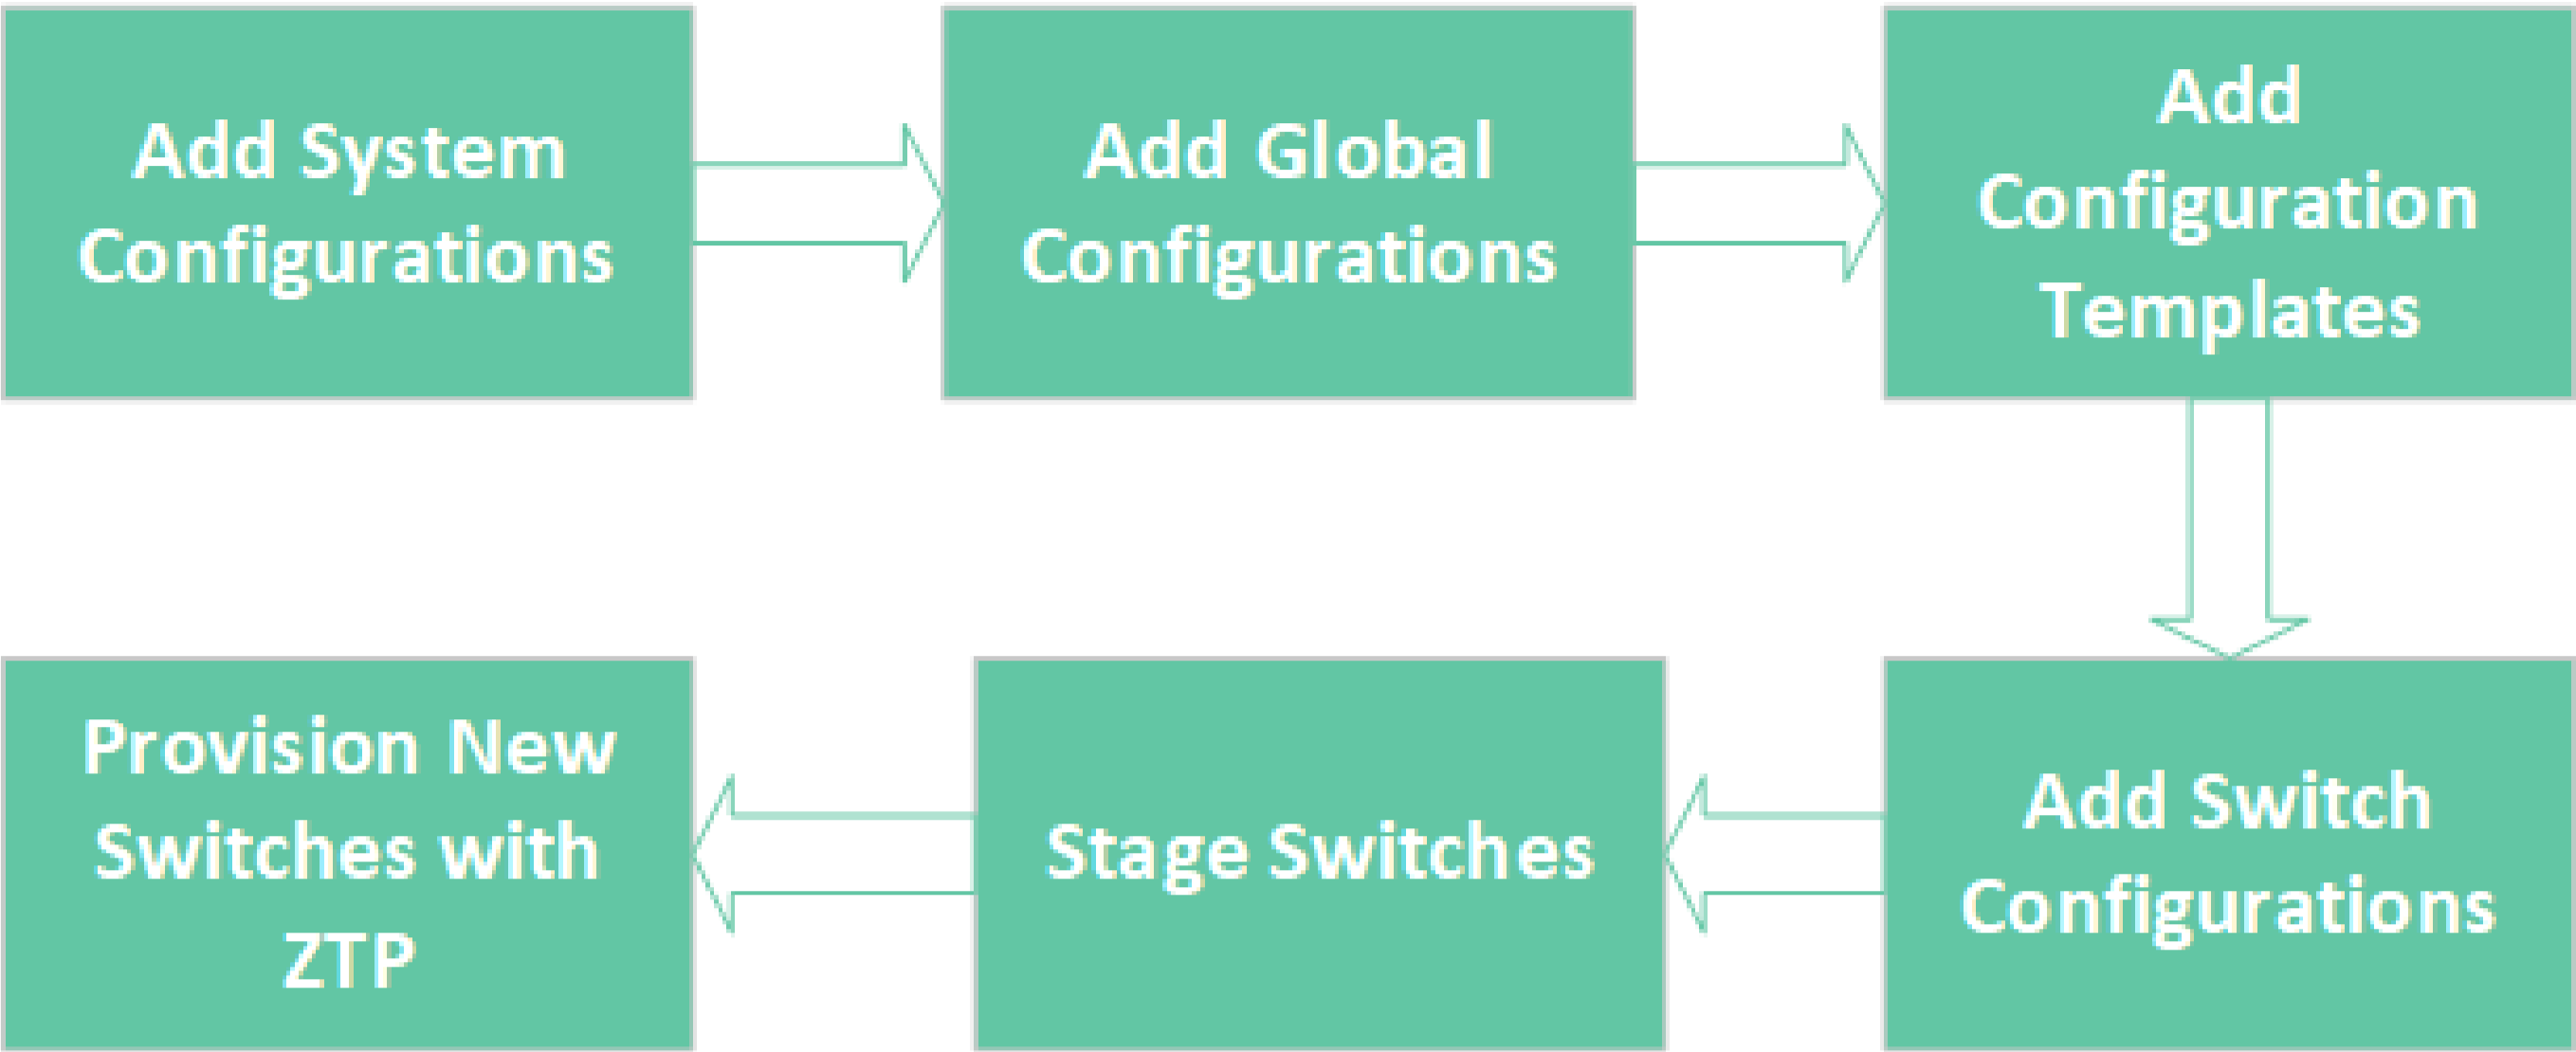 Add System
Configurations
Add Global
Configurations
Add
Configuration
Templates
Add Switch
Configurations
Stage Switches
Provision New
Switches with
ZTP